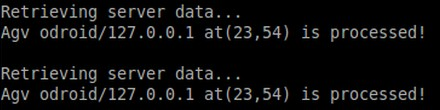 Retrieving server data...
Agv odroid/127.0.0.1 at(23,54) is processed!

Retrieving server data...
Agv odroid/127.0.0.1 at(23,54) is processed!